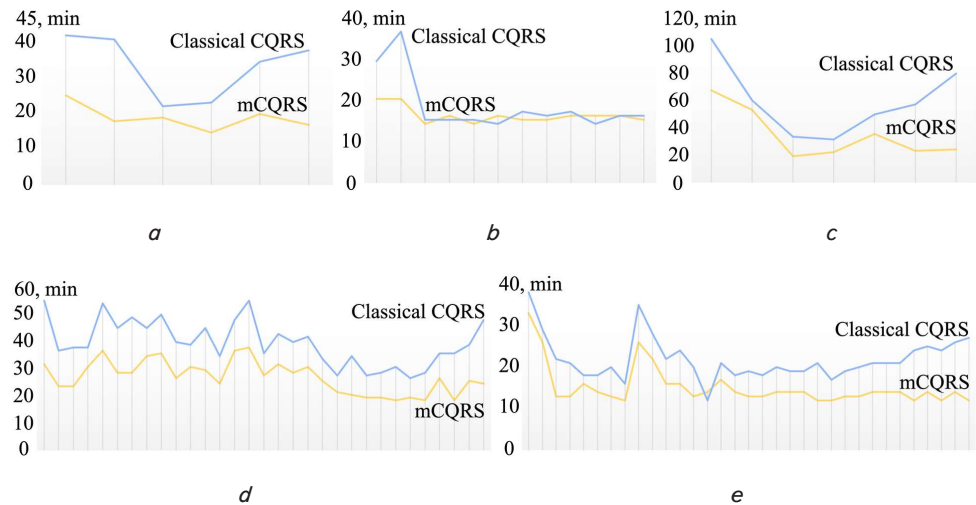 45, min
40
30
20
10
0
Classical CQRS
mCQRS
a
40, min
30
20
10
0
Classical CQRS
mCQRS
b
120, min
100
80
60
40
20
0
Classical CQRS
mCQRS
c
60, min
50
40
30
20
10
0
Classical CQRS
mCQRS
d
40, min
30
20
10
0
Classical CQRS
mCQRS
e